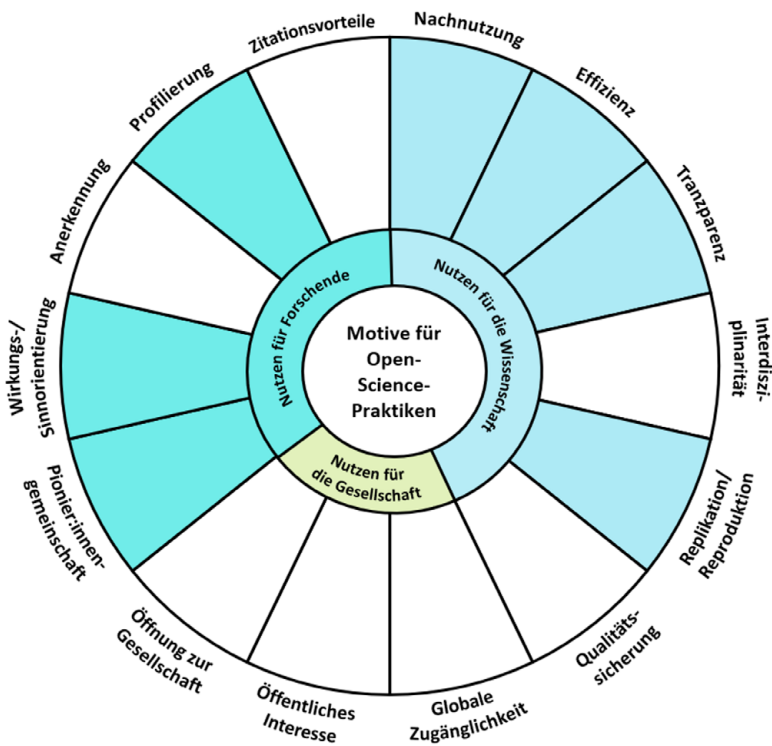 Motive für
Open-
Science-
Praktiken
Nutzen für die Wissenschaft
Nutzen für
die Gesellschaft
Nutzen für Forschende
Nachnutzung
Effizienz
Tranzparenz
Interdiszi-
plinarität
Replikation/
Reproduktion
Qualitäts-
sicherung
Globale
Zugänglichkeit
Öffentliches
Interesse
Öffnung zur
Gesellschaft
Pionier:innen-
gemeinschaft
Wirkungs-/
Sinnorientierung
Anerkennung
Profilierung
Zitationsvorteile